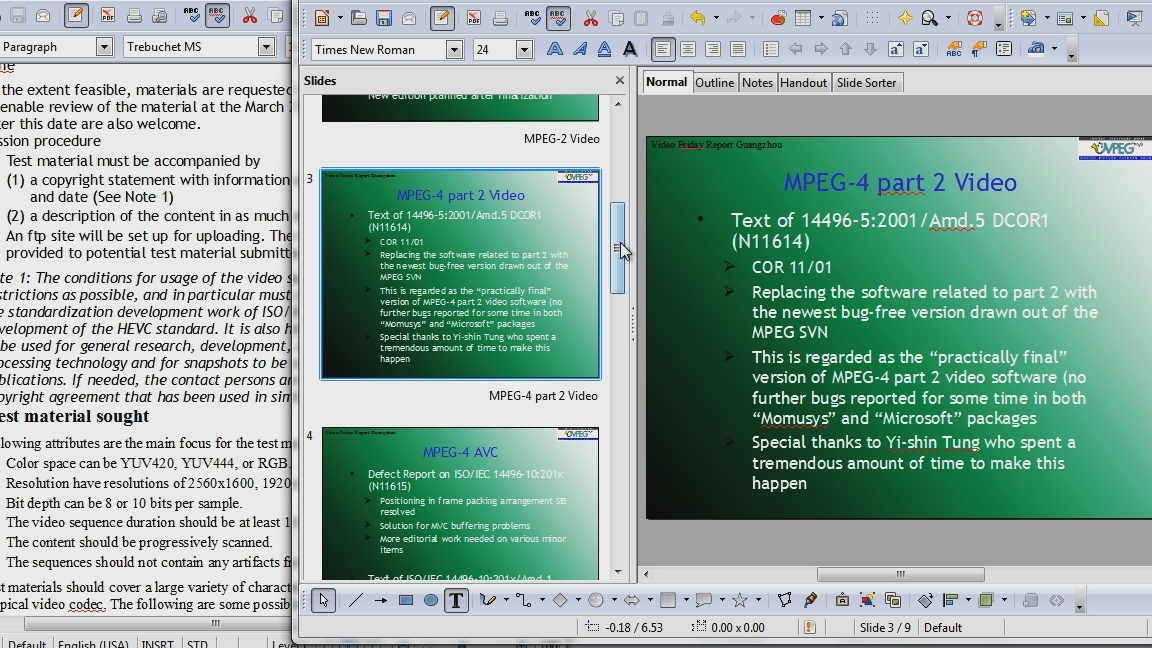 Paragraph
Trebuchet MS
the extent feasible, materials are requested
enable review of the material at the March
er this date are also welcome.
ssion procedure
Test material must be accompanied by
(1) a copyright statement with information
and date (See Note 1)
(2) a description of the content in as much
An ftp site will be set up for uploading. The
provided to potential test material submitt
te 1: The conditions for usage of the video s
strictions as possible, and in particular must
e standardization development work of ISO/
velopment of the HEVC standard. It is also h
be used for general research, development,
ocessing technology and for snapshots to be
blications. If needed, the contact persons an
pyright agreement that has been used in sim
est material sought
lowing attributes are the main focus for the test m
Color space can be YUV420, YUV444, or RGB.
Resolution have resolutions of 2560x1600, 1920
Bit depth can be 8 or 10 bits per sample.
The video sequence duration should be at least 1
The content should be progressively scanned.
The sequences should not contain any artifacts fr
st materials should cover a large variety of charact
pical video codec. The following are some possib
Default English (USA) INSRT STD Level
Times New Roman 24
Slides
New edition planned after finalization
MPEG-2 Video
3
Video Friday Report Guangzhou
MPEG
MPEG-4 part 2 Video
Text of 14496-5:2001/Amd.5 DCOR1
(N11614)
COR 11/01
Replacing the software related to part 2 with
the newest bug-free version drawn out of the
MPEG SVN
This is regarded as the “practically final”
version of MPEG-4 part 2 video software (no
further bugs reported for some time in both
“Momusys” and “Microsoft” packages
Special thanks to Yi-shin Tung who spent a
tremendous amount of time to make this
happen
MPEG-4 part 2 Video
4
Video Friday Report Guangzhou
MPEG
MPEG-4 AVC
Defect Report on ISO/IEC 14496-10:201x
(N11615)
Positioning in frame packing arrangement SEI
resolved
Solution for MVC buffering problems
More editorial work needed on various minor
items
Text of ISO/IEC 14496-10:201x/Amd.1
Normal Outline Notes Handout Slide Sorter
Video Friday Report Guangzhou
MPEG
MPEG-4 part 2 Video
Text of 14496-5:2001/Amd.5 DCOR1
(N11614)
COR 11/01
Replacing the software related to part 2 with
the newest bug-free version drawn out of the
MPEG SVN
This is regarded as the “practically final”
version of MPEG-4 part 2 video software (no
further bugs reported for some time in both
“Momusys” and “Microsoft” packages
Special thanks to Yi-shin Tung who spent a
tremendous amount of time to make this
happen
-0.18 / 6.53 0.00 x 0.00 Slide 3 / 9 Default